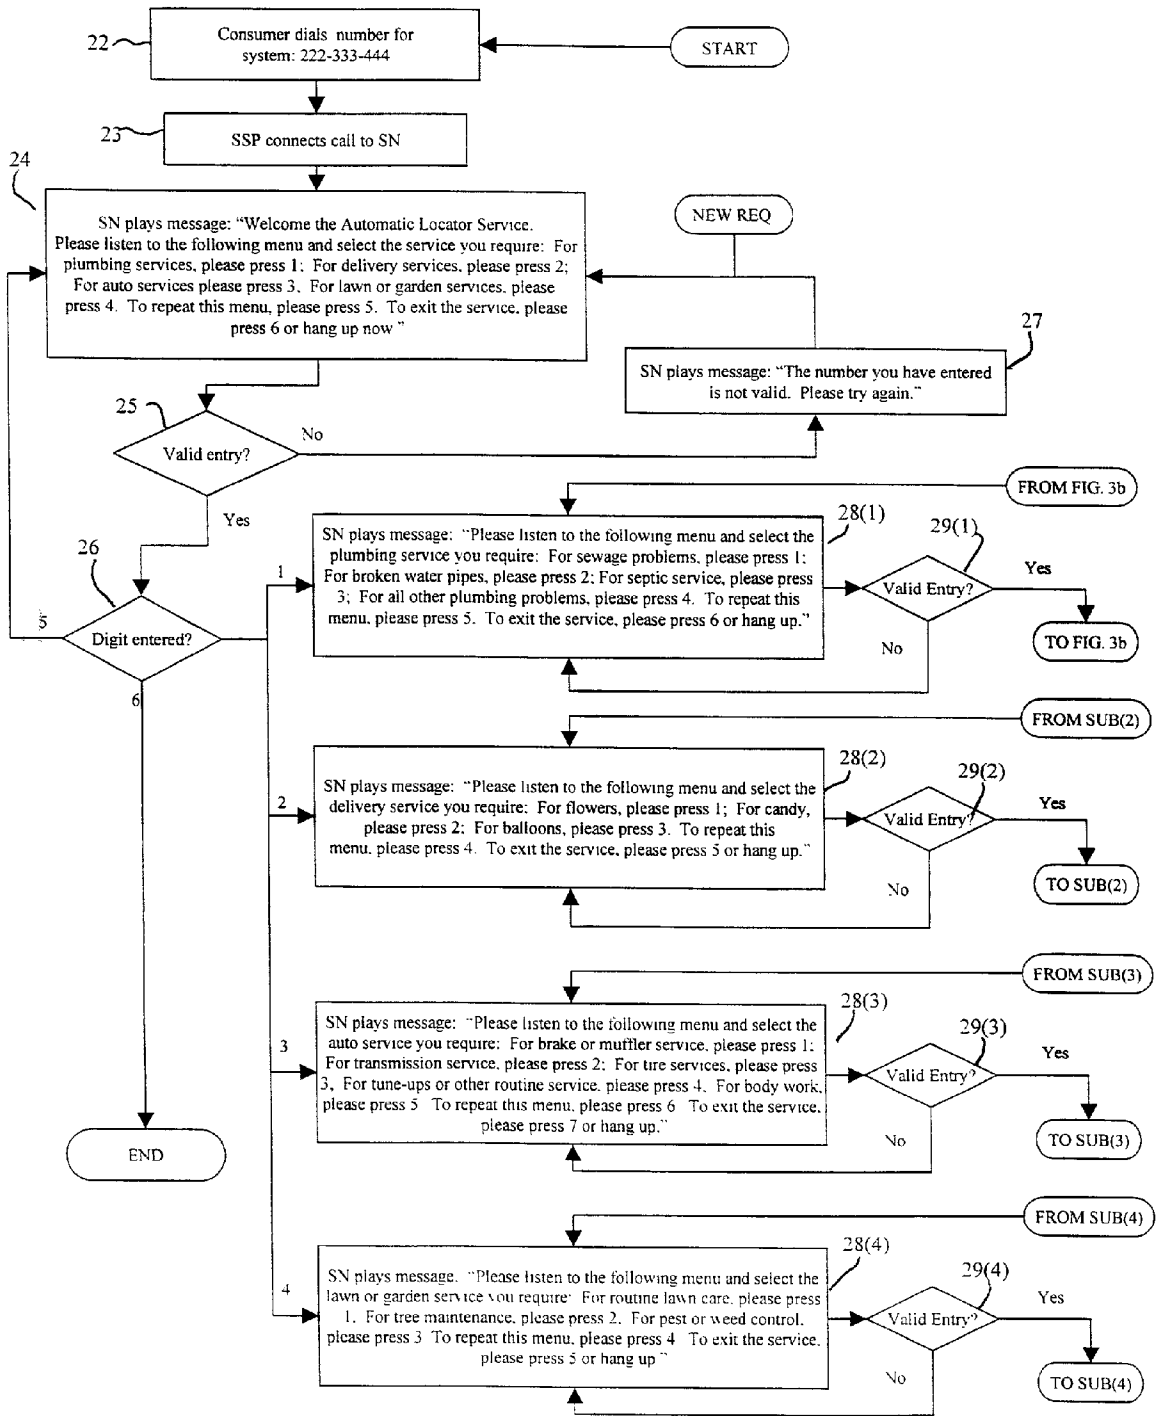 22
Consumer dials number for
system: 222-333-444
START
23
SSP connects call to SN
24
SN plays message: “Welcome the Automatic Locator Service.
Please listen to the following menu and select the service you require: For
plumbing services, please press 1; For delivery services, please press 2;
For auto services please press 3. For lawn or garden services, please
press 4. To repeat this menu, please press 5. To exit the service, please
press 6 or hang up now”
NEW REQ
27
SN plays message: “The number you have entered
is not valid. Please try again.”
25
Valid entry?
No
Yes
26
Digit entered?
5
6
END
FROM FIG. 3b
1
28(1)
SN plays message: “Please listen to the following menu and select the
plumbing service you require: For sewage problems, please press 1;
For broken water pipes, please press 2; For septic service, please press
3; For all other plumbing problems, please press 4. To repeat this
menu, please press 5. To exit the service, please press 6 or hang up.”
29(1)
Valid Entry?
Yes
No
TO FIG. 3b
FROM SUB(2)
2
28(2)
SN plays message: “Please listen to the following menu and select the
delivery service you require: For flowers, please press 1; For candy,
please press 2; For balloons, please press 3. To repeat this
menu, please press 4. To exit the service, please press 5 or hang up.”
29(2)
Valid Entry?
Yes
No
TO SUB(2)
FROM SUB(3)
3
28(3)
SN plays message: “Please listen to the following menu and select the
auto service you require: For brake or muffler service, please press 1;
For transmission service, please press 2; For tire services, please press
3, For tune-ups or other routine service, please press 4. For body work,
please press 5 To repeat this menu, please press 6 To exit the service,
please press 7 or hang up.”
29(3)
Valid Entry?
Yes
No
TO SUB(3)
FROM SUB(4)
4
28(4)
SN plays message. “Please listen to the following menu and select the
lawn or garden service you require: For routine lawn care, please press
1. For tree maintenance, please press 2. For pest or weed control,
please press 3 To repeat this menu, please press 4 To exit the service,
please press 5 or hang up”
29(4)
Valid Entry?
Yes
No
TO SUB(4)